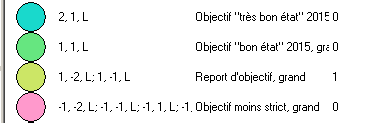 2, 1, L Objectif "très bon état" 2015 0
1, 1, L Objectif "bon état" 2015, gra 0
1, -2, L; 1, -1, L Report d'objectif, grand 1
-1, -2, L; -1, -1, L; -1, 1, L; -1, Objectif moins strict, grand 0